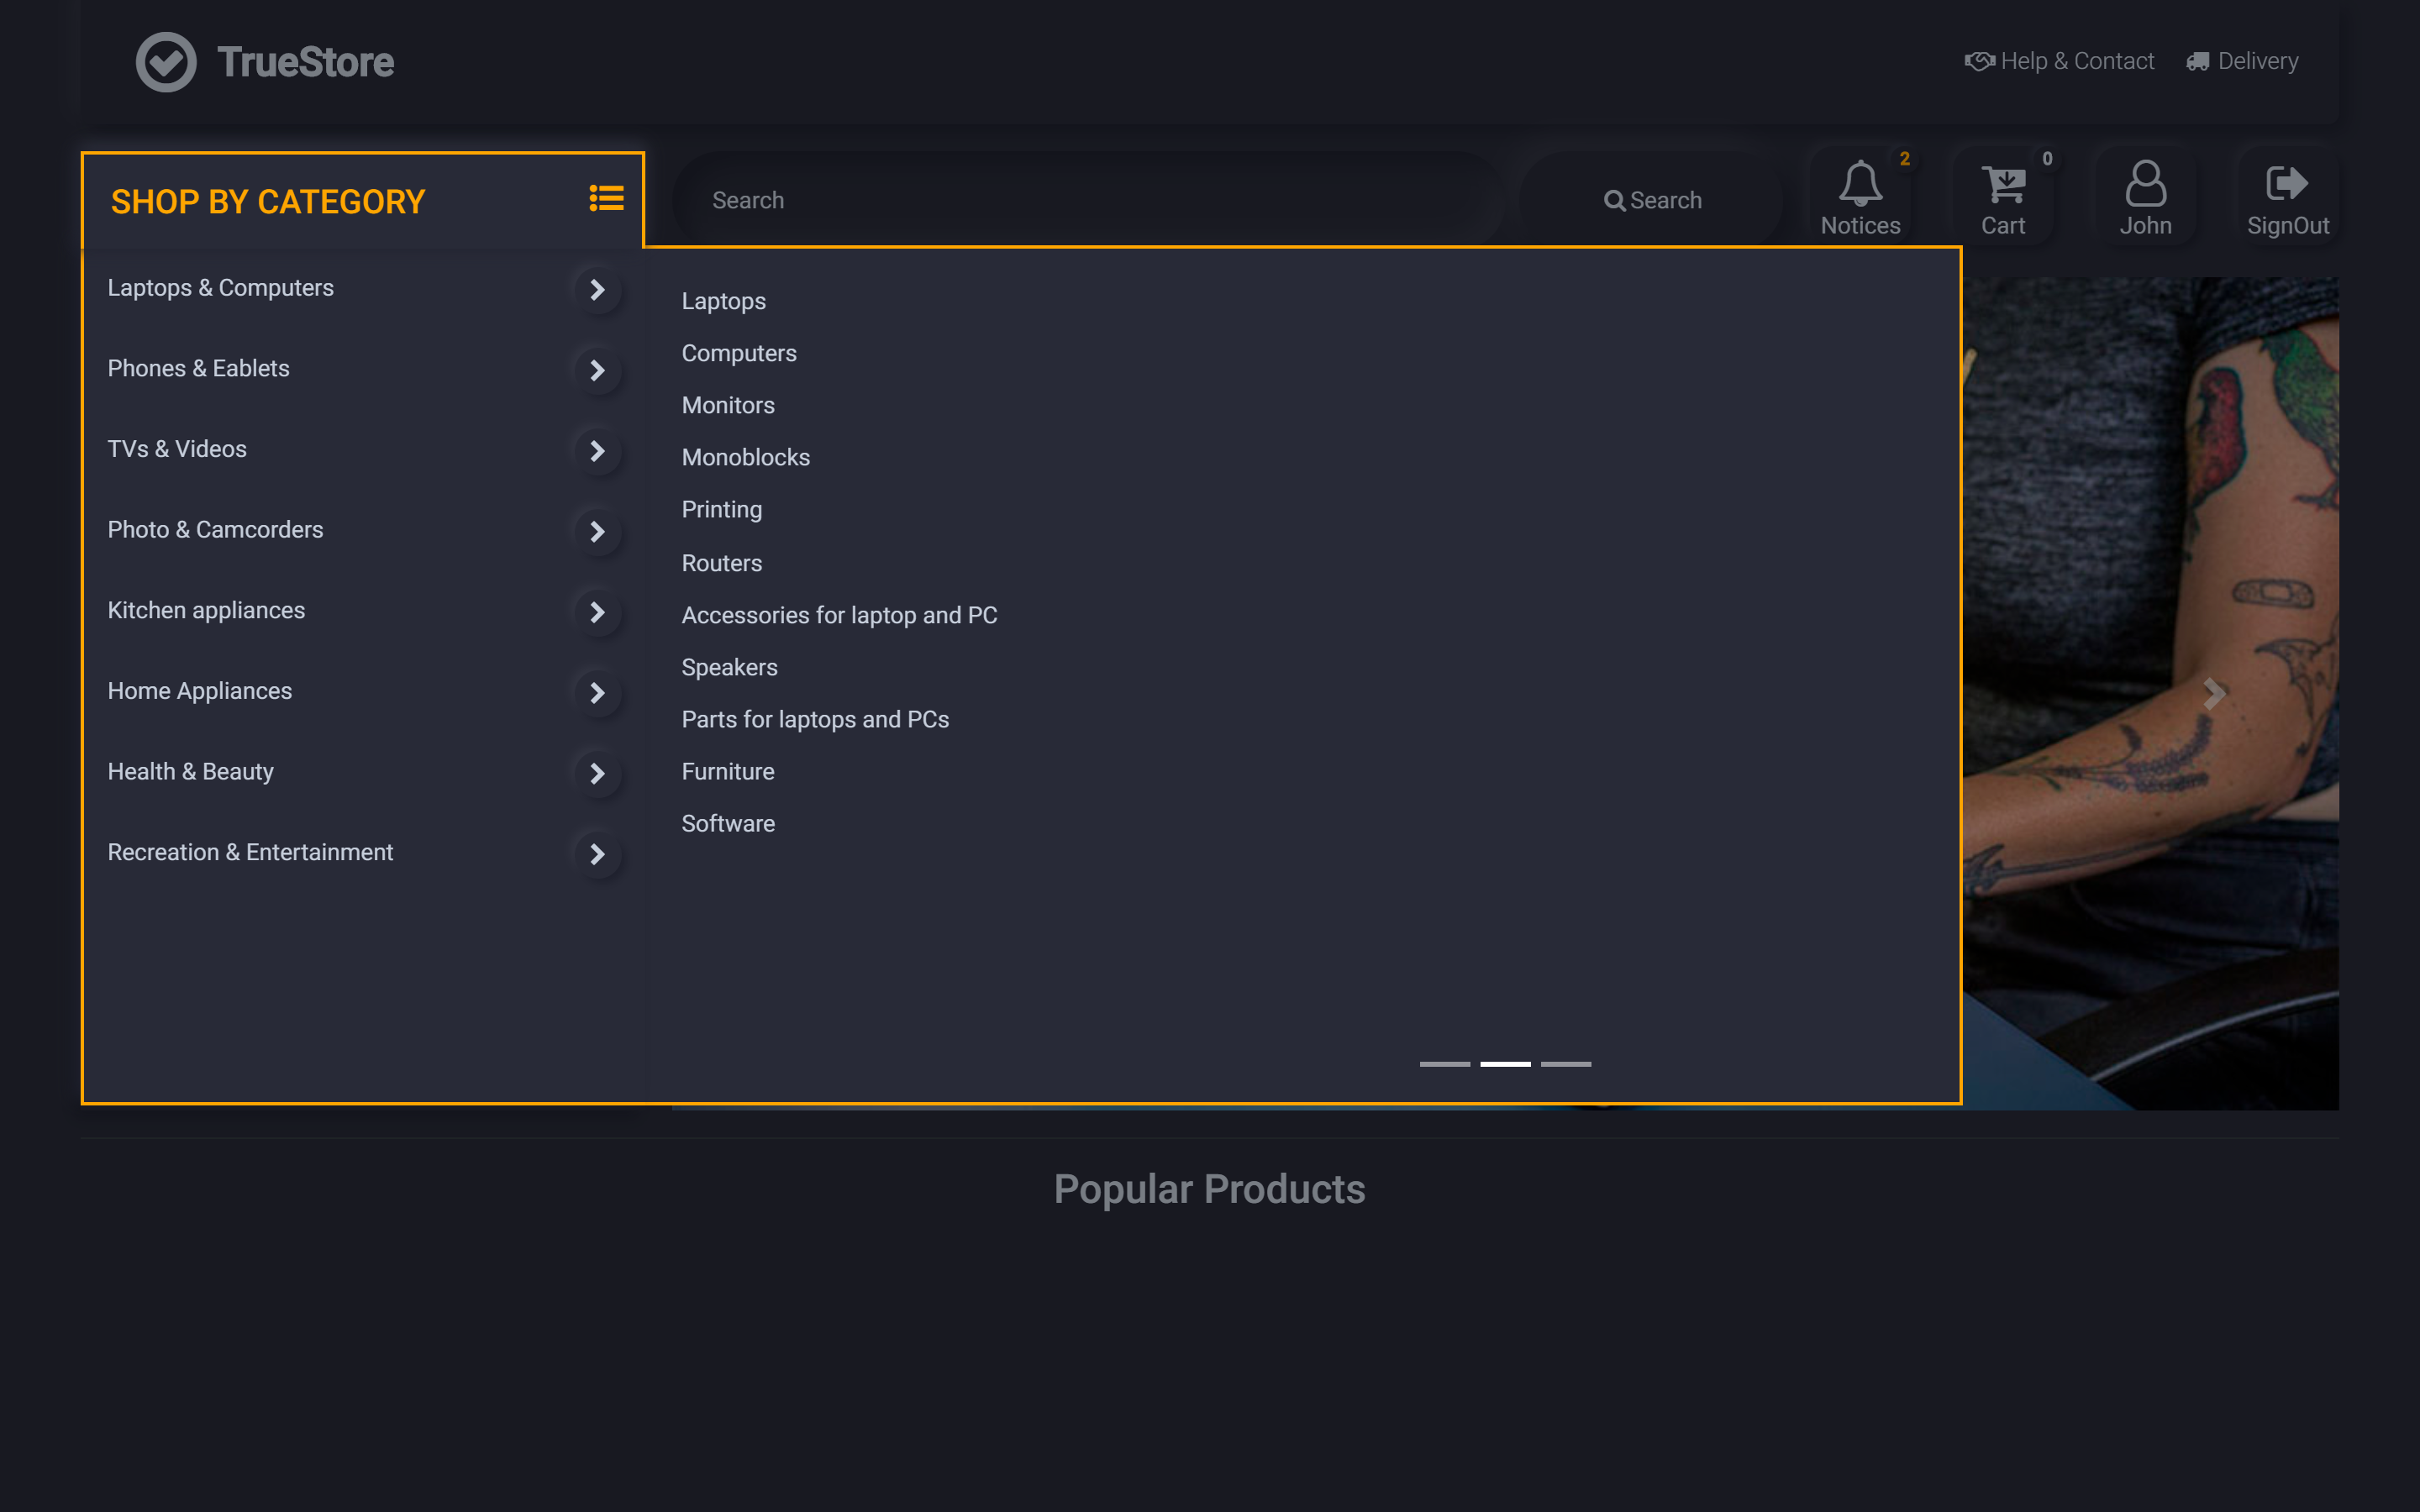 TrueStore
Help & Contact
Delivery
SHOP BY CATEGORY
Search
Search
2
Notices
0
Cart
John
SignOut
Laptops & Computers
Phones & Eablets
TVs & Videos
Photo & Camcorders
Kitchen appliances
Home Appliances
Health & Beauty
Recreation & Entertainment
Laptops
Computers
Monitors
Monoblocks
Printing
Routers
Accessories for laptop and PC
Speakers
Parts for laptops and PCs
Furniture
Software
Popular Products